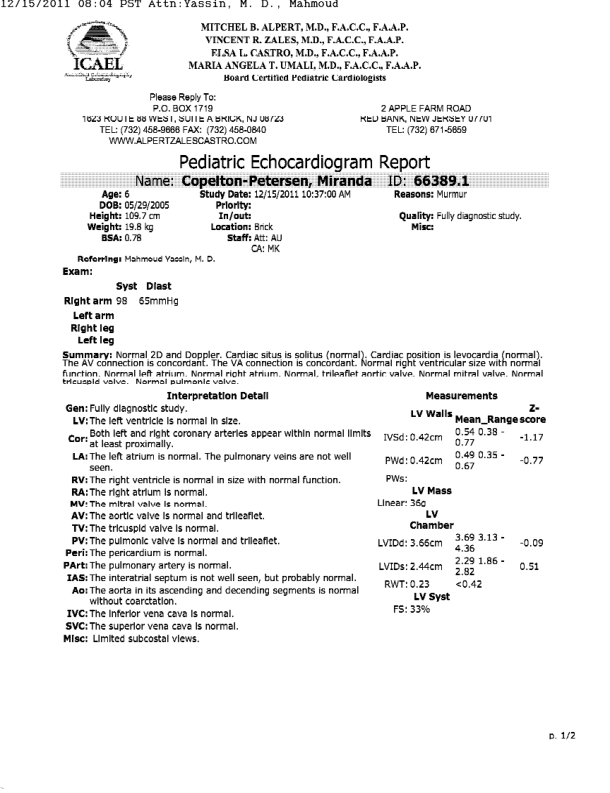 12/15/2011 08:04 PST Attn:Yassin, M. D., Mahmoud
MITCHEL B. ALPERT, M.D., F.A.C.C., F.A.A.P.
VINCENT R. ZALES, M.D., F.A.C.C., F.A.A.P.
ELSA L. CASTRO, M.D., F.A.C.C., F.A.A.P.
MARIA ANGELA T. UMALI, M.D., F.A.C.C., F.A.A.P.
Board Certified Pediatric Cardiologists
ICAEL
Laboratory
Please Reply To:
P.O. BOX 1719
1623 ROUTE 88 WEST, SUITE A BRICK, NJ 08723
TEL: (732) 458-9666 FAX: (732) 458-0840
WWW.ALPERTZALESCASTRO.COM
2 APPLE FARM ROAD
RED BANK, NEW JERSEY 07701
TEL: (732) 671-5659
Pediatric Echocardiogram Report
Name: Copelton-Petersen, Miranda ID: 66389.1
Age: 6
DOB: 05/29/2005
Height: 109.7 cm
Weight: 19.8 kg
BSA: 0.78
Study Date: 12/15/2011 10:37:00 AM
Priority:
In/out:
Location: Brick
Staff: Att: AU
CA: MK
Reasons: Murmur
Quality: Fully diagnostic study.
Misc:
Referring: Mahmoud Yassin, M. D.
Exam:
Syst Diast
Right arm 98 65mmHg
Left arm
Right leg
Left leg
Summary: Normal 2D and Doppler. Cardiac situs is solitus (normal). Cardiac position is levocardia (normal).
The AV connection is concordant. The VA connection is concordant. Normal right ventricular size with normal
function. Normal left atrium. Normal right atrium. Normal, trileaflet aortic valve. Normal mitral valve. Normal
tricuspid valve. Normal pulmonic valve.
Interpretation Detail
Gen: Fully diagnostic study.
LV: The left ventricle is normal in size.
Cor: Both left and right coronary arteries appear within normal limits
at least proximally.
LA: The left atrium is normal. The pulmonary veins are not well
seen.
RV: The right ventricle is normal in size with normal function.
RA: The right atrium is normal.
MV: The mitral valve is normal.
AV: The aortic valve is normal and trileaflet.
TV: The tricuspid valve is normal.
PV: The pulmonic valve is normal and trileaflet.
Peri: The pericardium is normal.
PArt: The pulmonary artery is normal.
IAS: The interatrial septum is not well seen, but probably normal.
Ao: The aorta in its ascending and decending segments is normal
without coarctation.
IVC: The inferior vena cava is normal.
SVC: The superior vena cava is normal.
Misc: Limited subcostal views.
Measurements
LV Walls Mean_Range Z-
score
IVSd: 0.42cm 0.54 0.38 -
0.77 -1.17
PWd: 0.42cm 0.49 0.35 -
0.67 -0.77
PWs:
LV Mass
Linear: 36g
LV
Chamber
LVIDd: 3.66cm 3.69 3.13 -
4.36 -0.09
LVIDs: 2.44cm 2.29 1.86 -
2.82 0.51
RWT: 0.23 <0.42
LV Syst
FS: 33%
p. 1/2